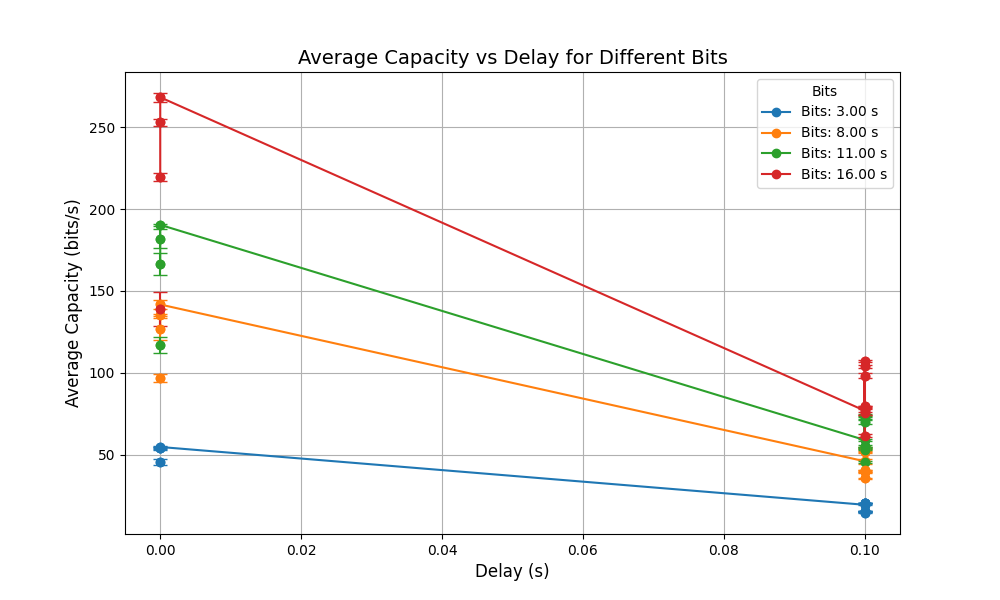 Average Capacity vs Delay for Different Bits
Average Capacity (bits/s)
250
200
150
100
50
0.00
0.02
0.04
0.06
0.08
0.10
Delay (s)
Bits
Bits: 3.00 s
Bits: 8.00 s
Bits: 11.00 s
Bits: 16.00 s